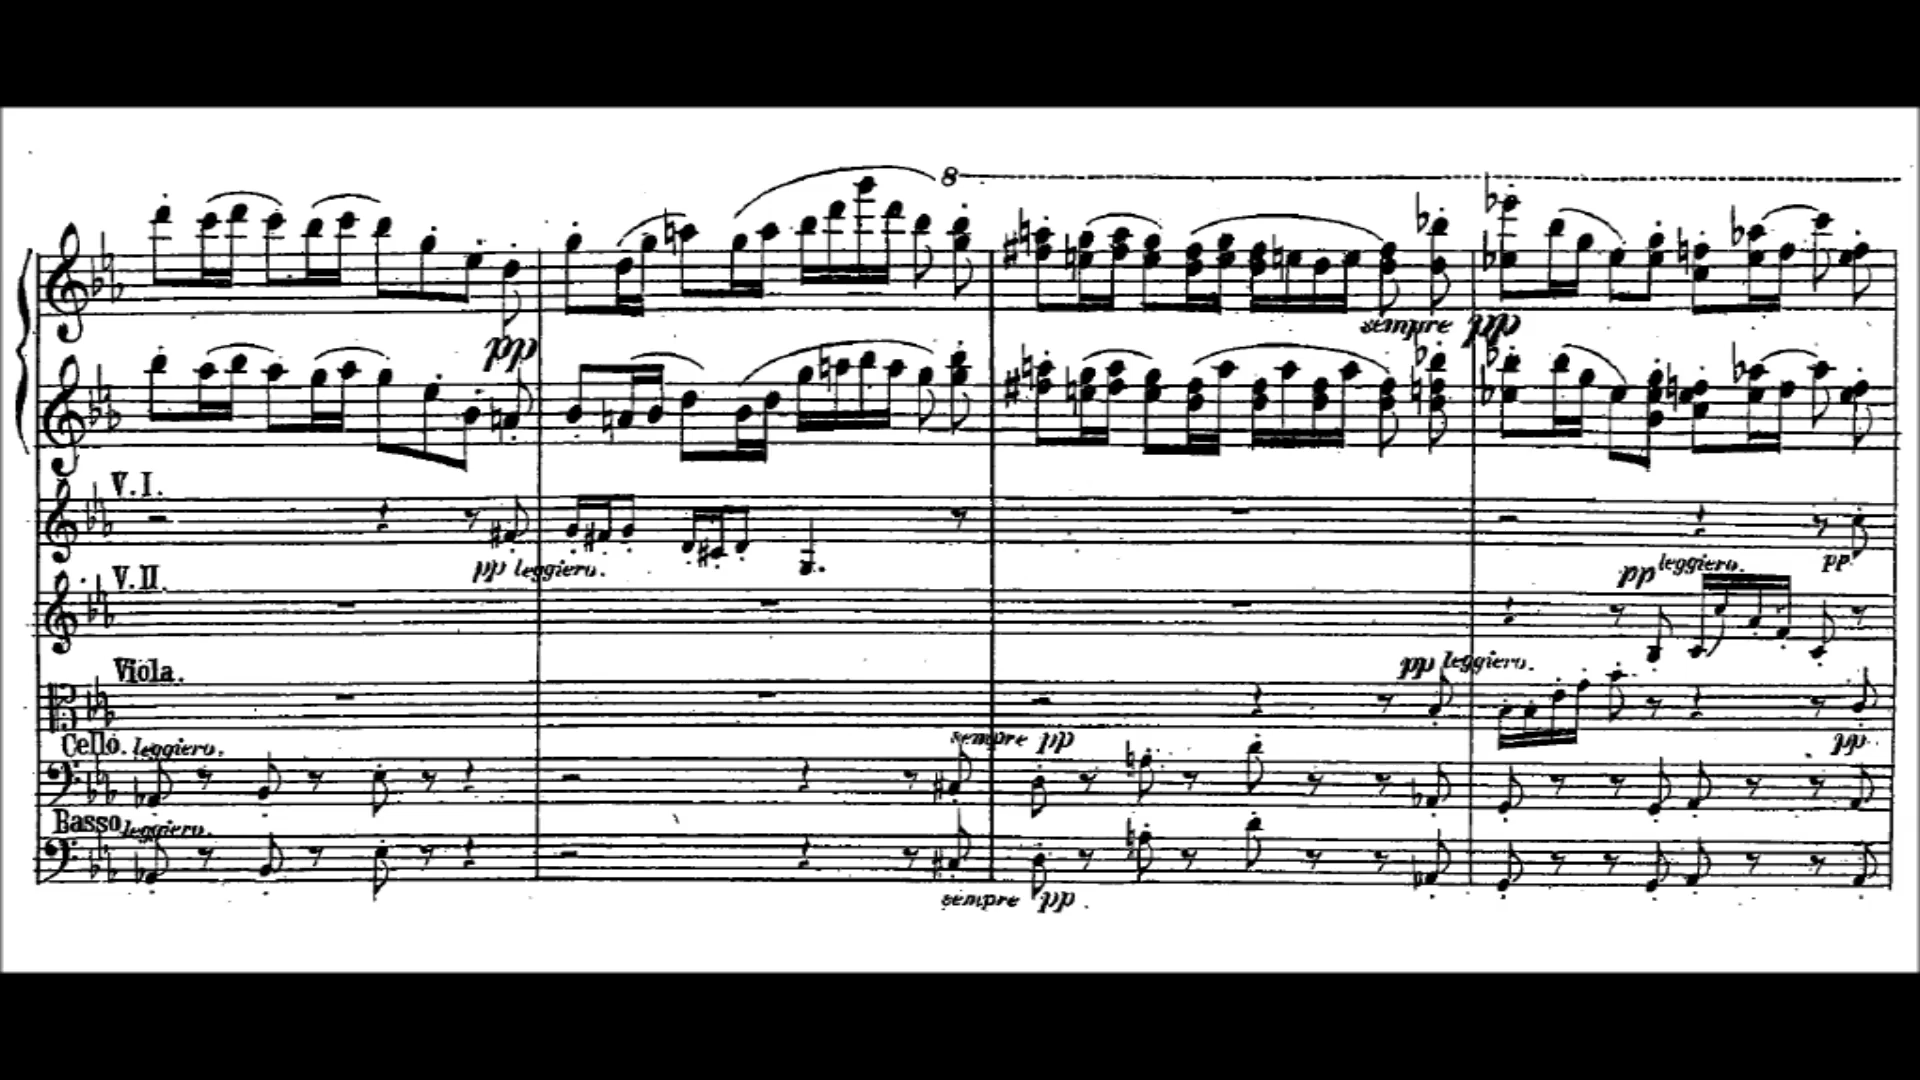 8
sempre pp
pp
V. I.
pp leggiero.
pp leggiero.
pp
V. II.
Viola.
pp leggiero.
Cello. leggiero.
sempre pp
pp
Basso leggiero.
sempre pp